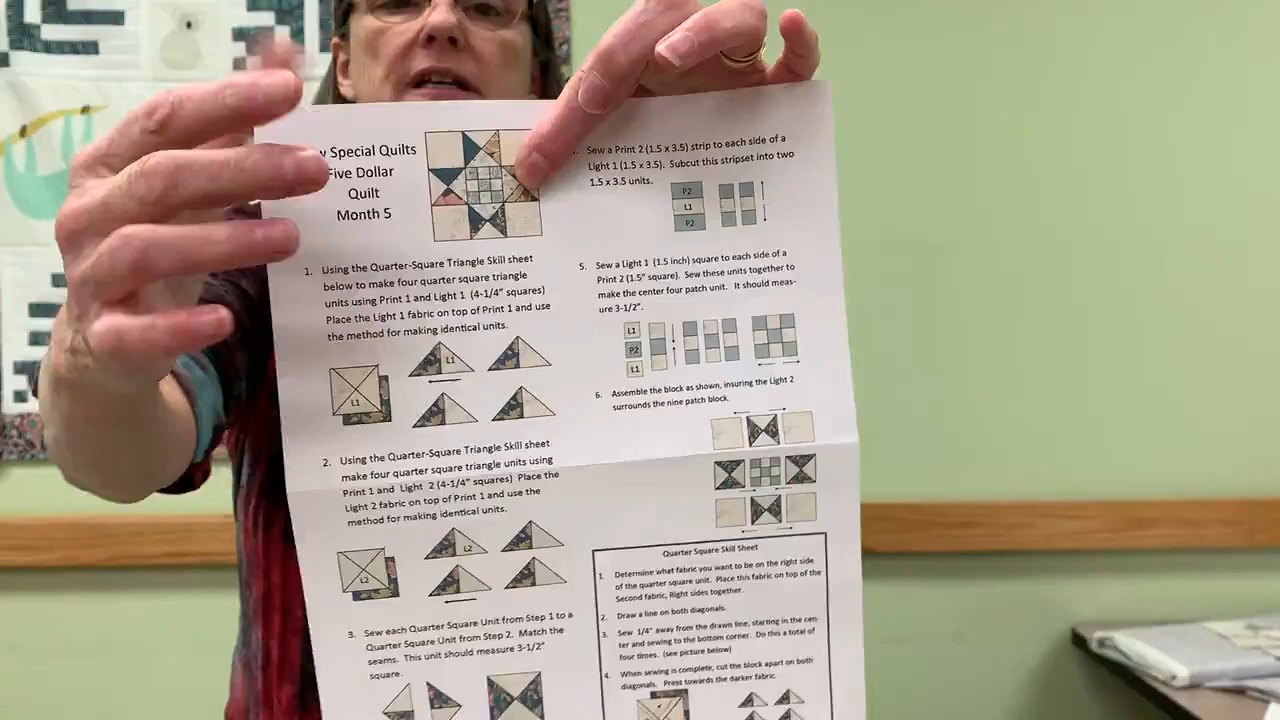 Special Quilts
Five Dollar
Quilt
Month 5
1. Using the Quarter-Square Triangle Skill sheet
below to make four quarter square triangle
units using Print 1 and Light 1 (4-1/4" squares)
Place the Light 1 fabric on top of Print 1 and use
the method for making identical units.
L1
L1
2. Using the Quarter-Square Triangle Skill sheet
make four quarter square triangle units using
Print 1 and Light 2 (4-1/4" squares) Place the
Light 2 fabric on top of Print 1 and use the
method for making identical units.
L2
L2
3. Sew each Quarter Square Unit from Step 1 to a
Quarter Square Unit from Step 2. Match the
seams. This unit should measure 3-1/2"
square.
Sew a Print 2 (1.5 x 3.5) strip to each side of a
Light 1 (1.5 x 3.5). Subcut this stripset into two
1.5 x 3.5 units.
P2
L1
P2
5. Sew a Light 1 (1.5 inch) square to each side of a
Print 2 (1.5" square). Sew these units together to
make the center four patch unit. It should meas-
ure 3-1/2".
L1
P2
L1
6. Assemble the block as shown, insuring the Light 2
surrounds the nine patch block.
Quarter Square Skill Sheet
1. Determine what fabric you want to be on the right side
of the quarter square unit. Place this fabric on top of the
Second fabric, Right sides together.
2. Draw a line on both diagonals.
3. Sew 1/4" away from the drawn line, starting in the cen-
ter and sewing to the bottom corner. Do this a total of
four times. (see picture below)
4. When sewing is complete, cut the block apart on both
diagonals. Press towards the darker fabric.